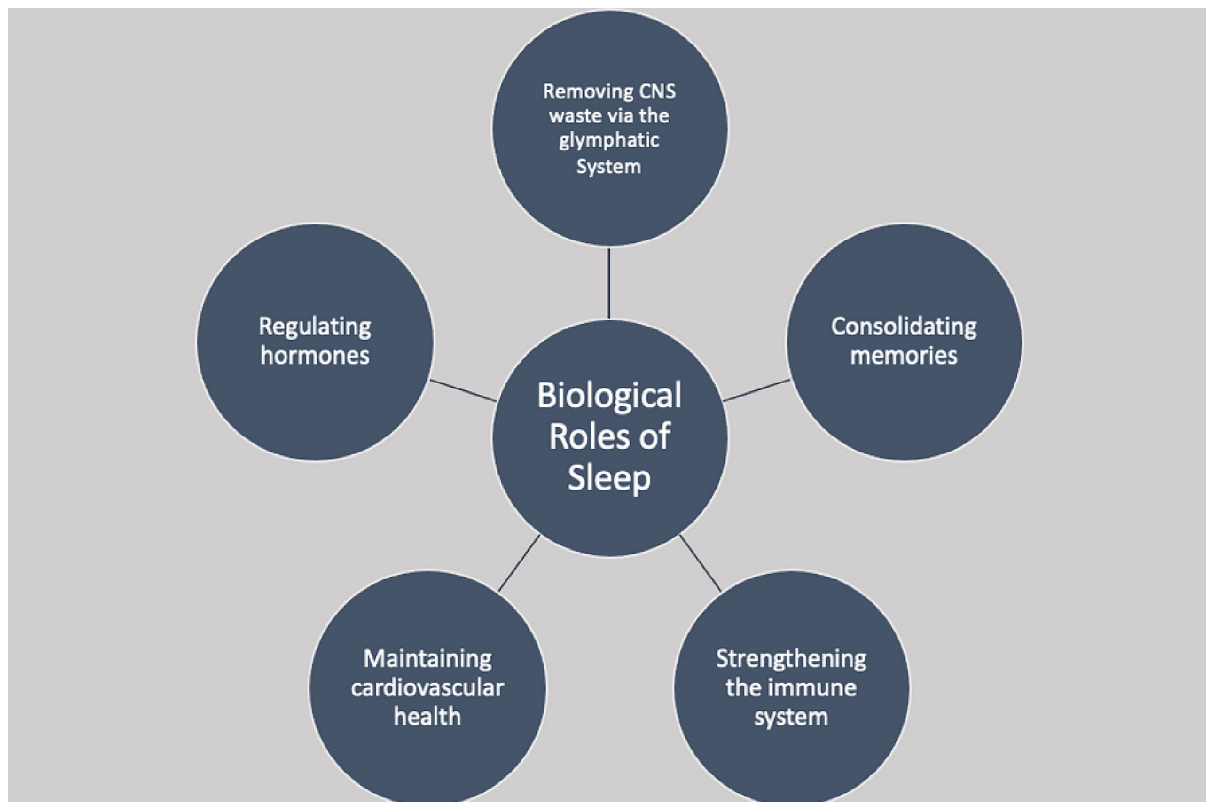 Removing CNS
waste via the
glymphatic
System
Regulating
hormones
Consolidating
memories
Biological
Roles of
Sleep
Maintaining
cardiovascular
health
Strengthening
the immune
system